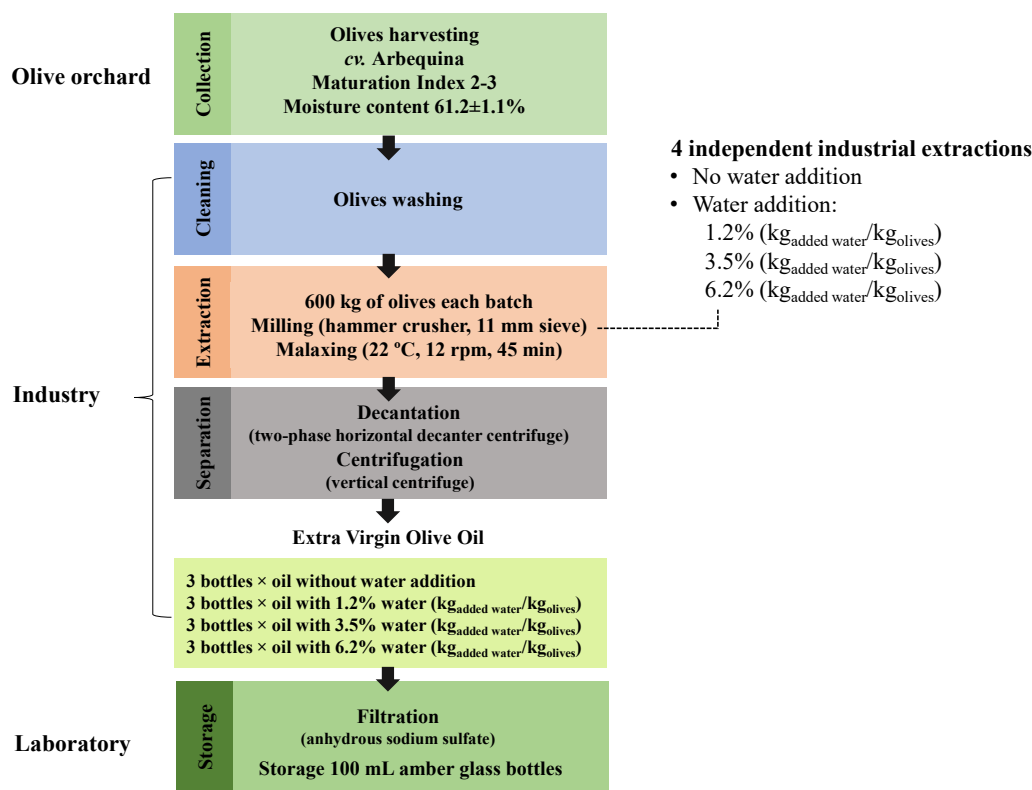 Olive orchard
Collection
Olives harvesting
cv. Arbequina
Maturation Index 2-3
Moisture content 61.2±1.1%
Industry
Cleaning
Olives washing
Extraction
600 kg of olives each batch
Milling (hammer crusher, 11 mm sieve)
Malaxing (22 ºC, 12 rpm, 45 min)
4 independent industrial extractions
• No water addition
• Water addition:
1.2% (kgadded water/kgolives)
3.5% (kgadded water/kgolives)
6.2% (kgadded water/kgolives)
Separation
Decantation
(two-phase horizontal decanter centrifuge)
Centrifugation
(vertical centrifuge)
Extra Virgin Olive Oil
3 bottles × oil without water addition
3 bottles × oil with 1.2% water (kgadded water/kgolives)
3 bottles × oil with 3.5% water (kgadded water/kgolives)
3 bottles × oil with 6.2% water (kgadded water/kgolives)
Laboratory
Storage
Filtration
(anhydrous sodium sulfate)
Storage 100 mL amber glass bottles